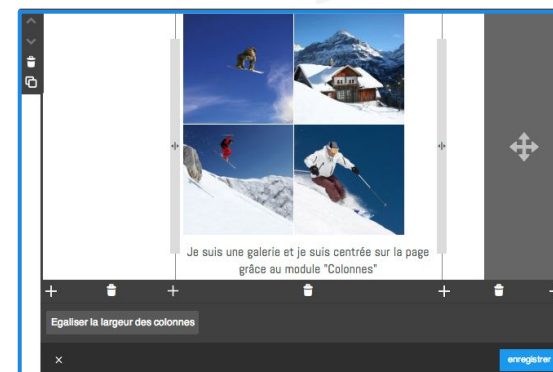 Je suis une galerie et je suis centrée sur la page
grâce au module "Colonnes"
Egaliser la largeur des colonnes
enregistrer